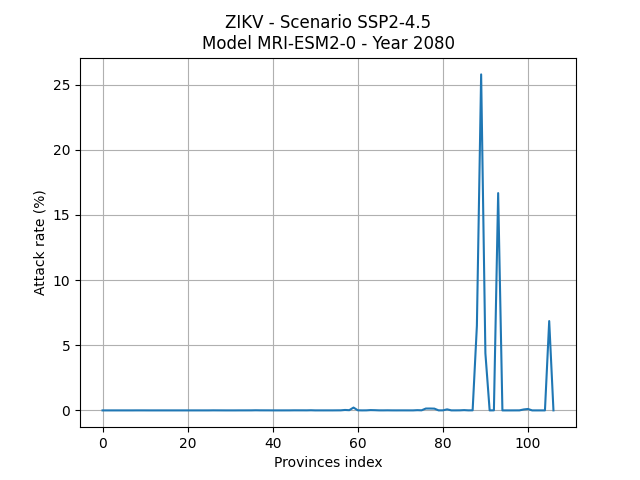 ZIKV - Scenario SSP2-4.5
Model MRI-ESM2-0 - Year 2080
25
20
15
10
5
0
Attack rate (%)
0 20 40 60 80 100
Provinces index